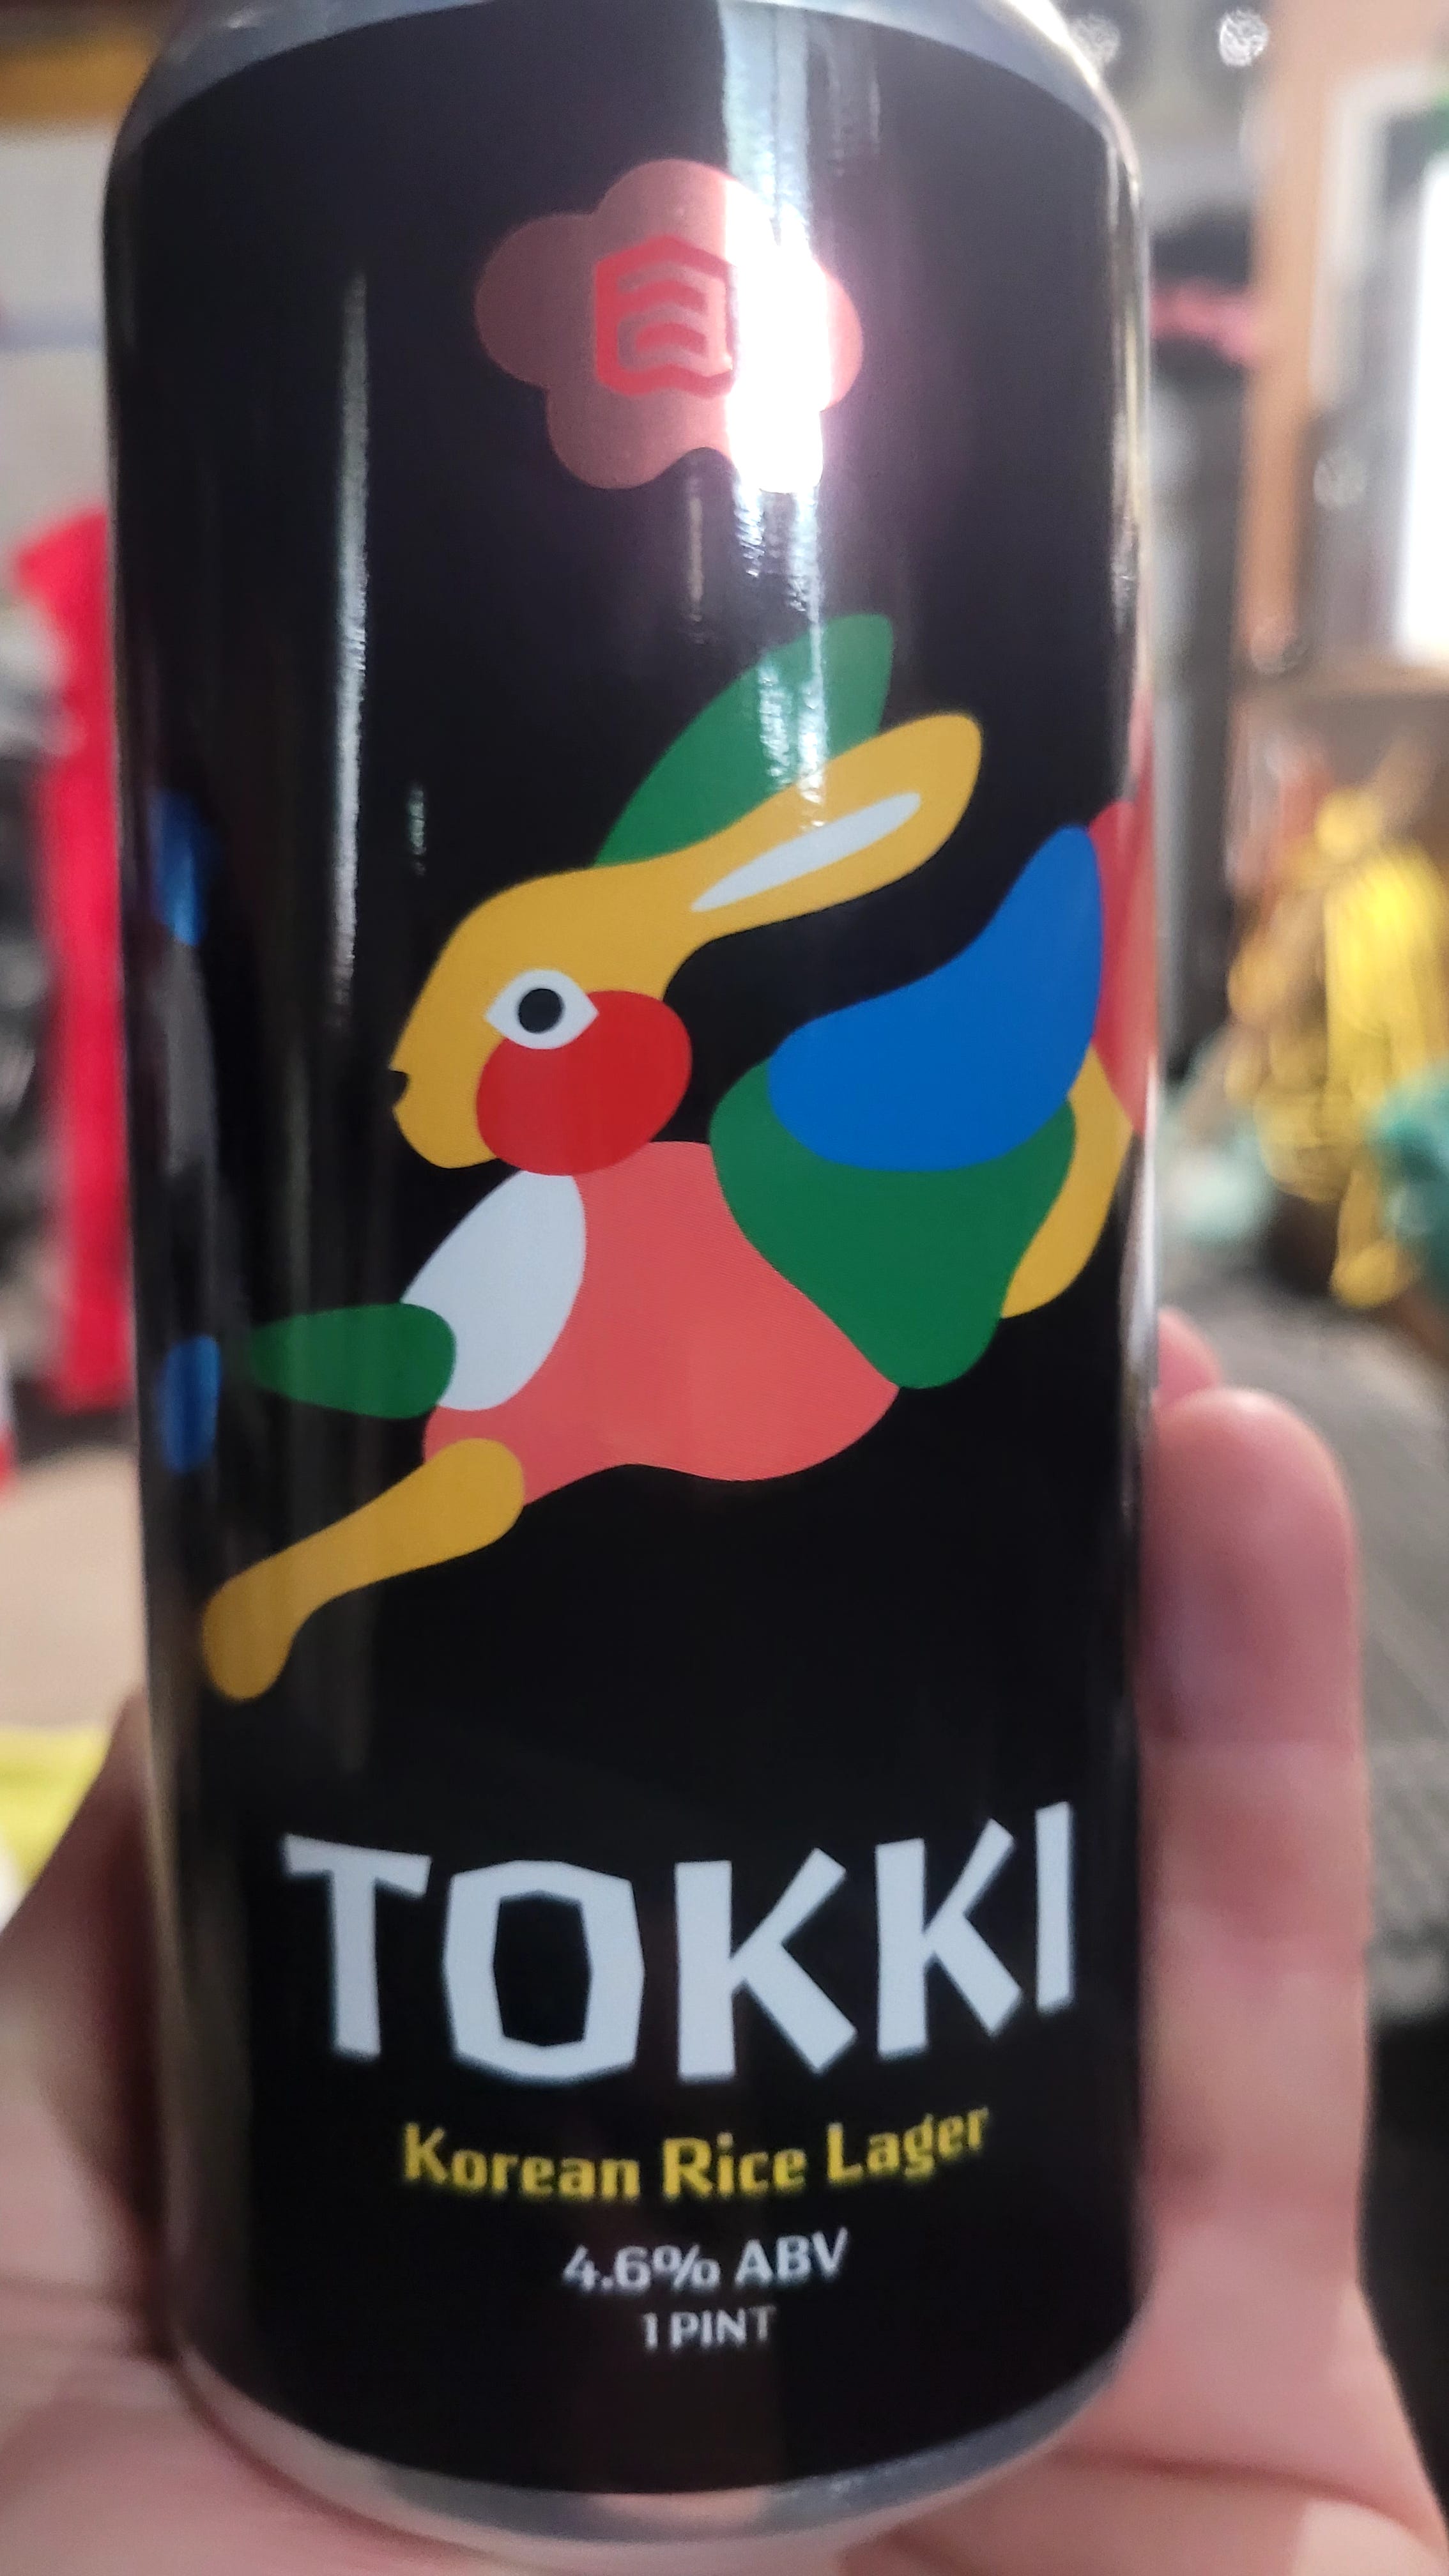 TOKKI
Korean Rice Lager
4.6% ABV
1 PINT